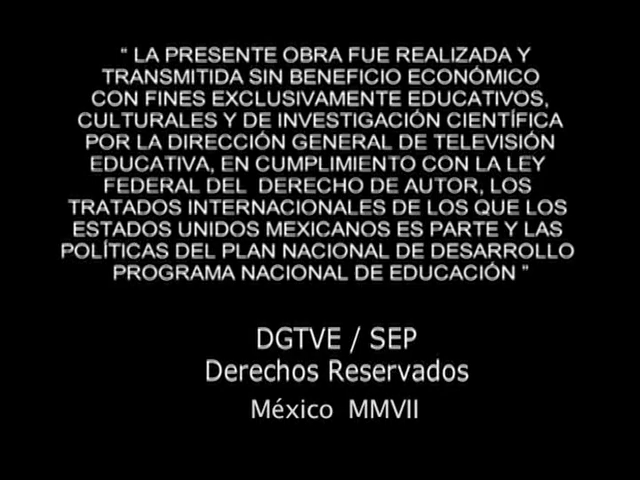 “ LA PRESENTE OBRA FUE REALIZADA Y
TRANSMITIDA SIN BENEFICIO ECONÓMICO
CON FINES EXCLUSIVAMENTE EDUCATIVOS,
CULTURALES Y DE INVESTIGACIÓN CIENTÍFICA
POR LA DIRECCIÓN GENERAL DE TELEVISIÓN
EDUCATIVA, EN CUMPLIMIENTO CON LA LEY
FEDERAL DEL  DERECHO DE AUTOR, LOS
TRATADOS INTERNACIONALES DE LOS QUE LOS
ESTADOS UNIDOS MEXICANOS ES PARTE Y LAS
POLÍTICAS DEL PLAN NACIONAL DE DESARROLLO
PROGRAMA NACIONAL DE EDUCACIÓN ”
DGTVE / SEP
Derechos Reservados
México  MMVII